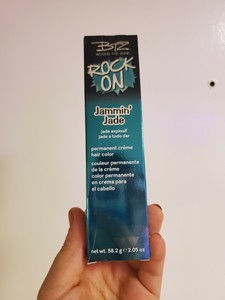 BTZ
BEYOND THE ZONE
ROCK
ON
Jammin'
Jade
jade explosif
jade a todo dar
permanent crème
hair color
couleur permanente
de la crème
color permanente
en crema para
el cabello
net wt. 58.2 g ℮ 2.05 oz